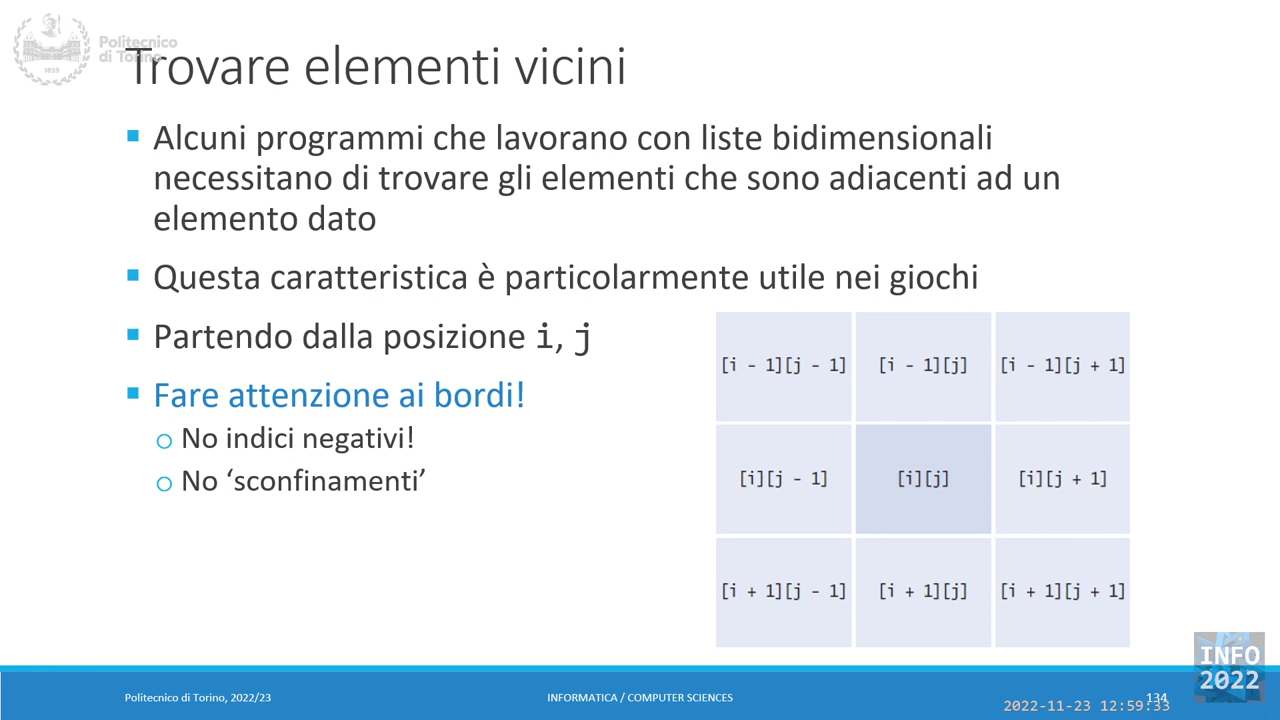 Politecnico
di Torino
1859
Trovare elementi vicini
Alcuni programmi che lavorano con liste bidimensionali
necessitano di trovare gli elementi che sono adiacenti ad un
elemento dato
Questa caratteristica è particolarmente utile nei giochi
Partendo dalla posizione i, j
Fare attenzione ai bordi!
No indici negativi!
No ‘sconfinamenti’
[i - 1][j - 1] [i - 1][j] [i - 1][j + 1]
[i][j - 1] [i][j] [i][j + 1]
[i + 1][j - 1] [i + 1][j] [i + 1][j + 1]
INFO
2022
Politecnico di Torino, 2022/23 INFORMATICA / COMPUTER SCIENCES 134
2022-11-23 12:59:33